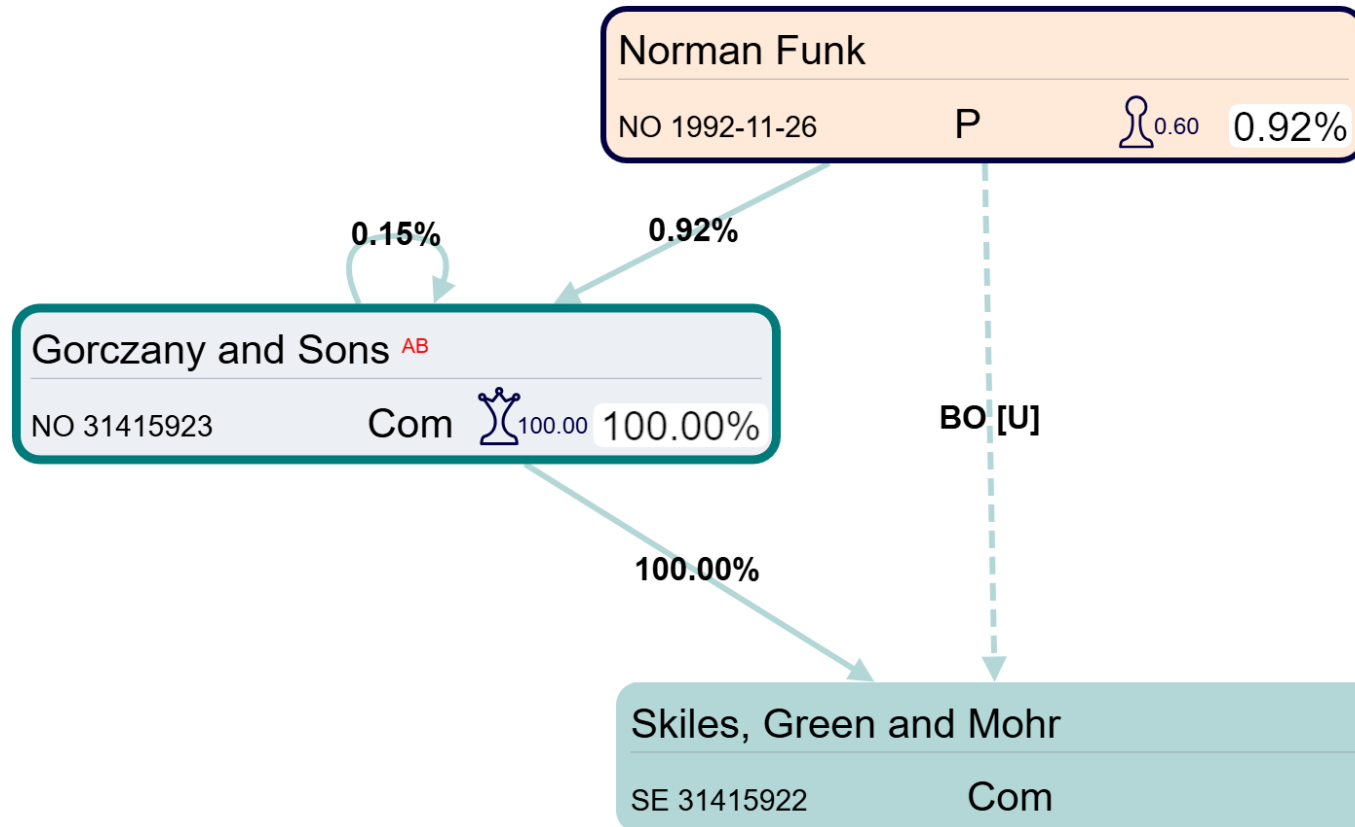 Norman Funk
NO 1992-11-26 P 0.60 0.92%
0.15% 0.92%
Gorczany and Sons AB
NO 31415923 Com 100.00 100.00%
BO [U]
100.00%
Skiles, Green and Mohr
SE 31415922 Com